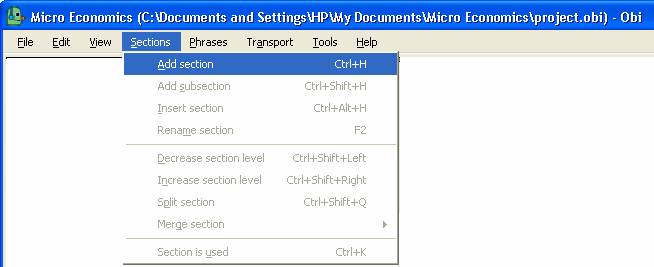 Micro Economics (C:\Documents and Settings\HP\My Documents\Micro Economics\project.obi) - Obi
File Edit View Sections Phrases Transport Tools Help
Add section Ctrl+H
Add subsection Ctrl+Shift+H
Insert section Ctrl+Alt+H
Rename section F2
Decrease section level Ctrl+Shift+Left
Increase section level Ctrl+Shift+Right
Split section Ctrl+Shift+Q
Merge section
Section is used Ctrl+K